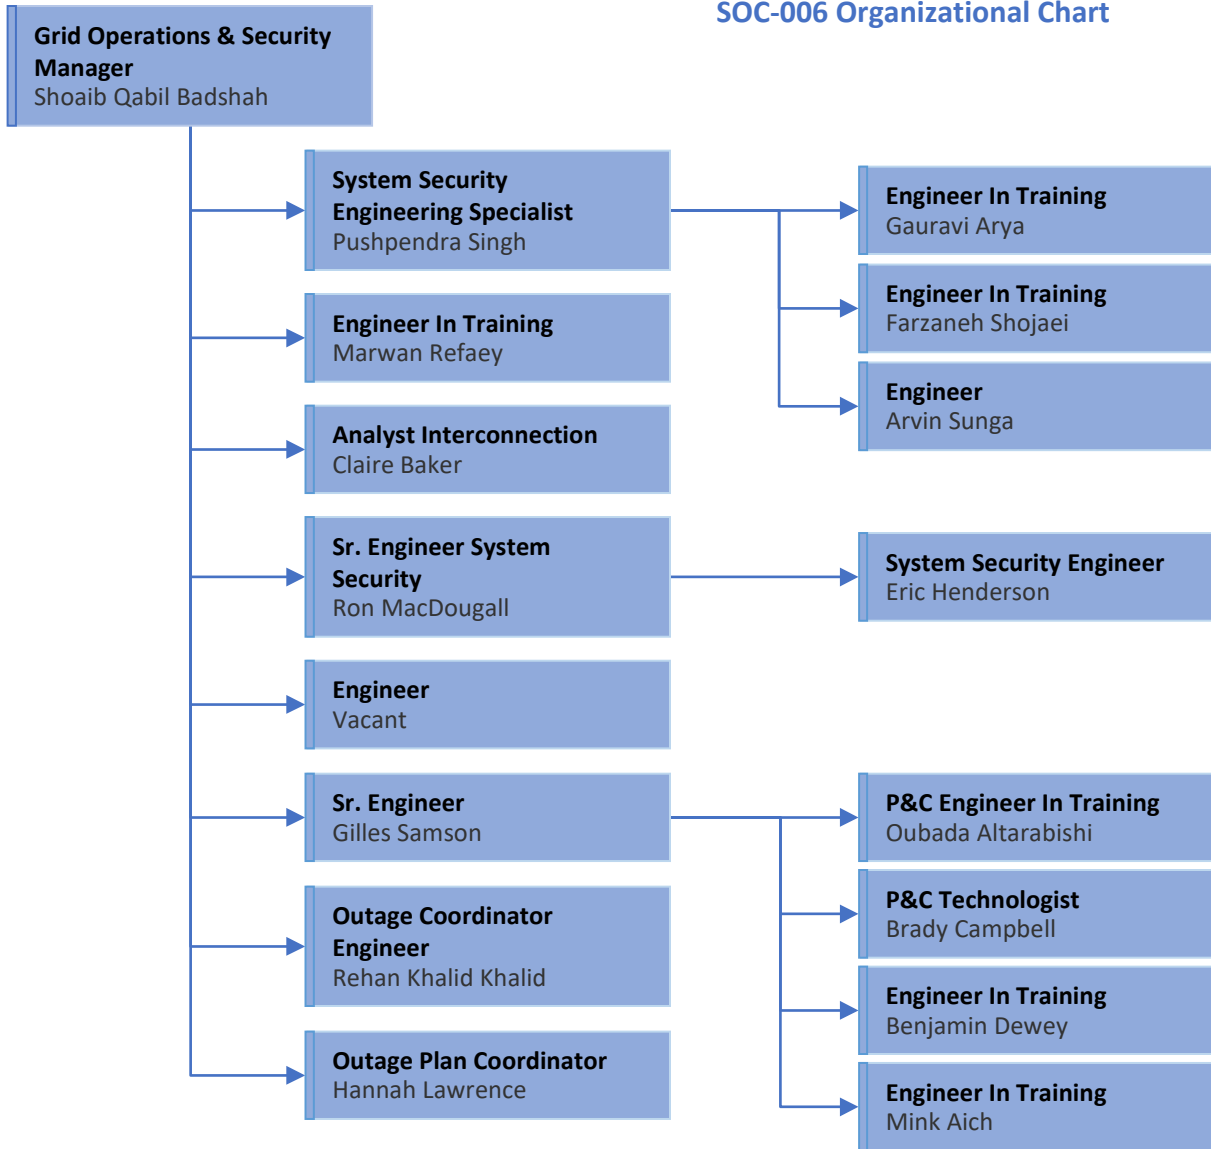 SOC-006 Organizational Chart
Grid Operations & Security
Manager
Shoaib Qabil Badshah
System Security
Engineering Specialist
Pushpendra Singh
Engineer In Training
Gauravi Arya
Engineer In Training
Farzaneh Shojaei
Engineer
Arvin Sunga
Engineer In Training
Marwan Refaey
Analyst Interconnection
Claire Baker
Sr. Engineer System
Security
Ron MacDougall
System Security Engineer
Eric Henderson
Engineer
Vacant
Sr. Engineer
Gilles Samson
P&C Engineer In Training
Oubada Altarabishi
P&C Technologist
Brady Campbell
Engineer In Training
Benjamin Dewey
Engineer In Training
Mink Aich
Outage Coordinator
Engineer
Rehan Khalid Khalid
Outage Plan Coordinator
Hannah Lawrence